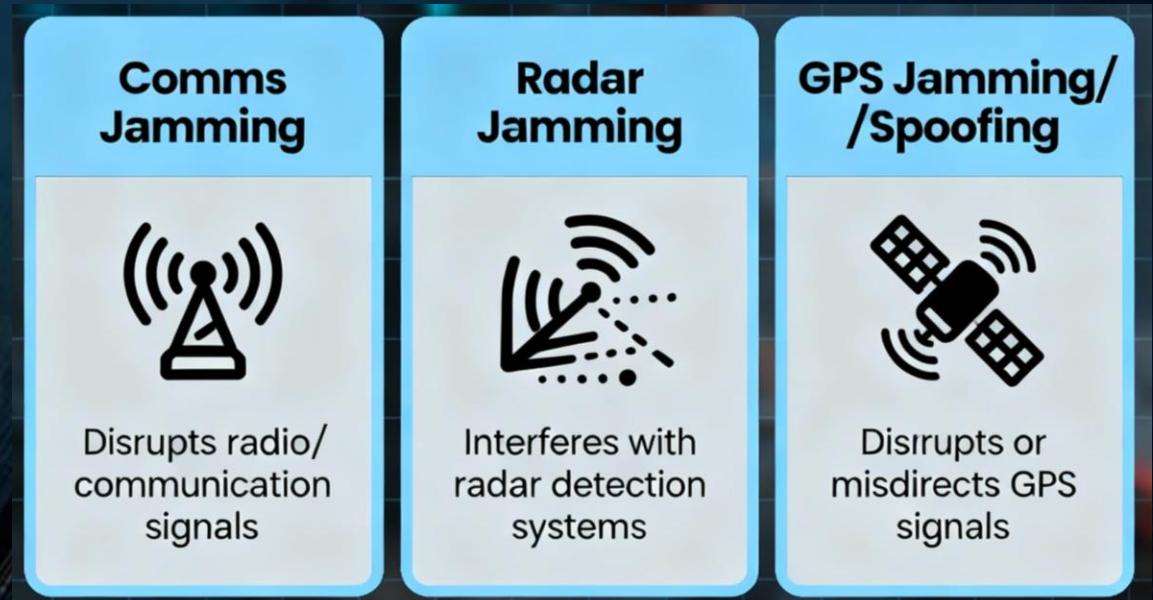 Comms
Jamming
Disrupts radio/
communication
signals
Radar
Jamming
Interferes with
radar detection
systems
GPS Jamming/
/Spoofing
Disrrupts or
misdirects GPS
signals